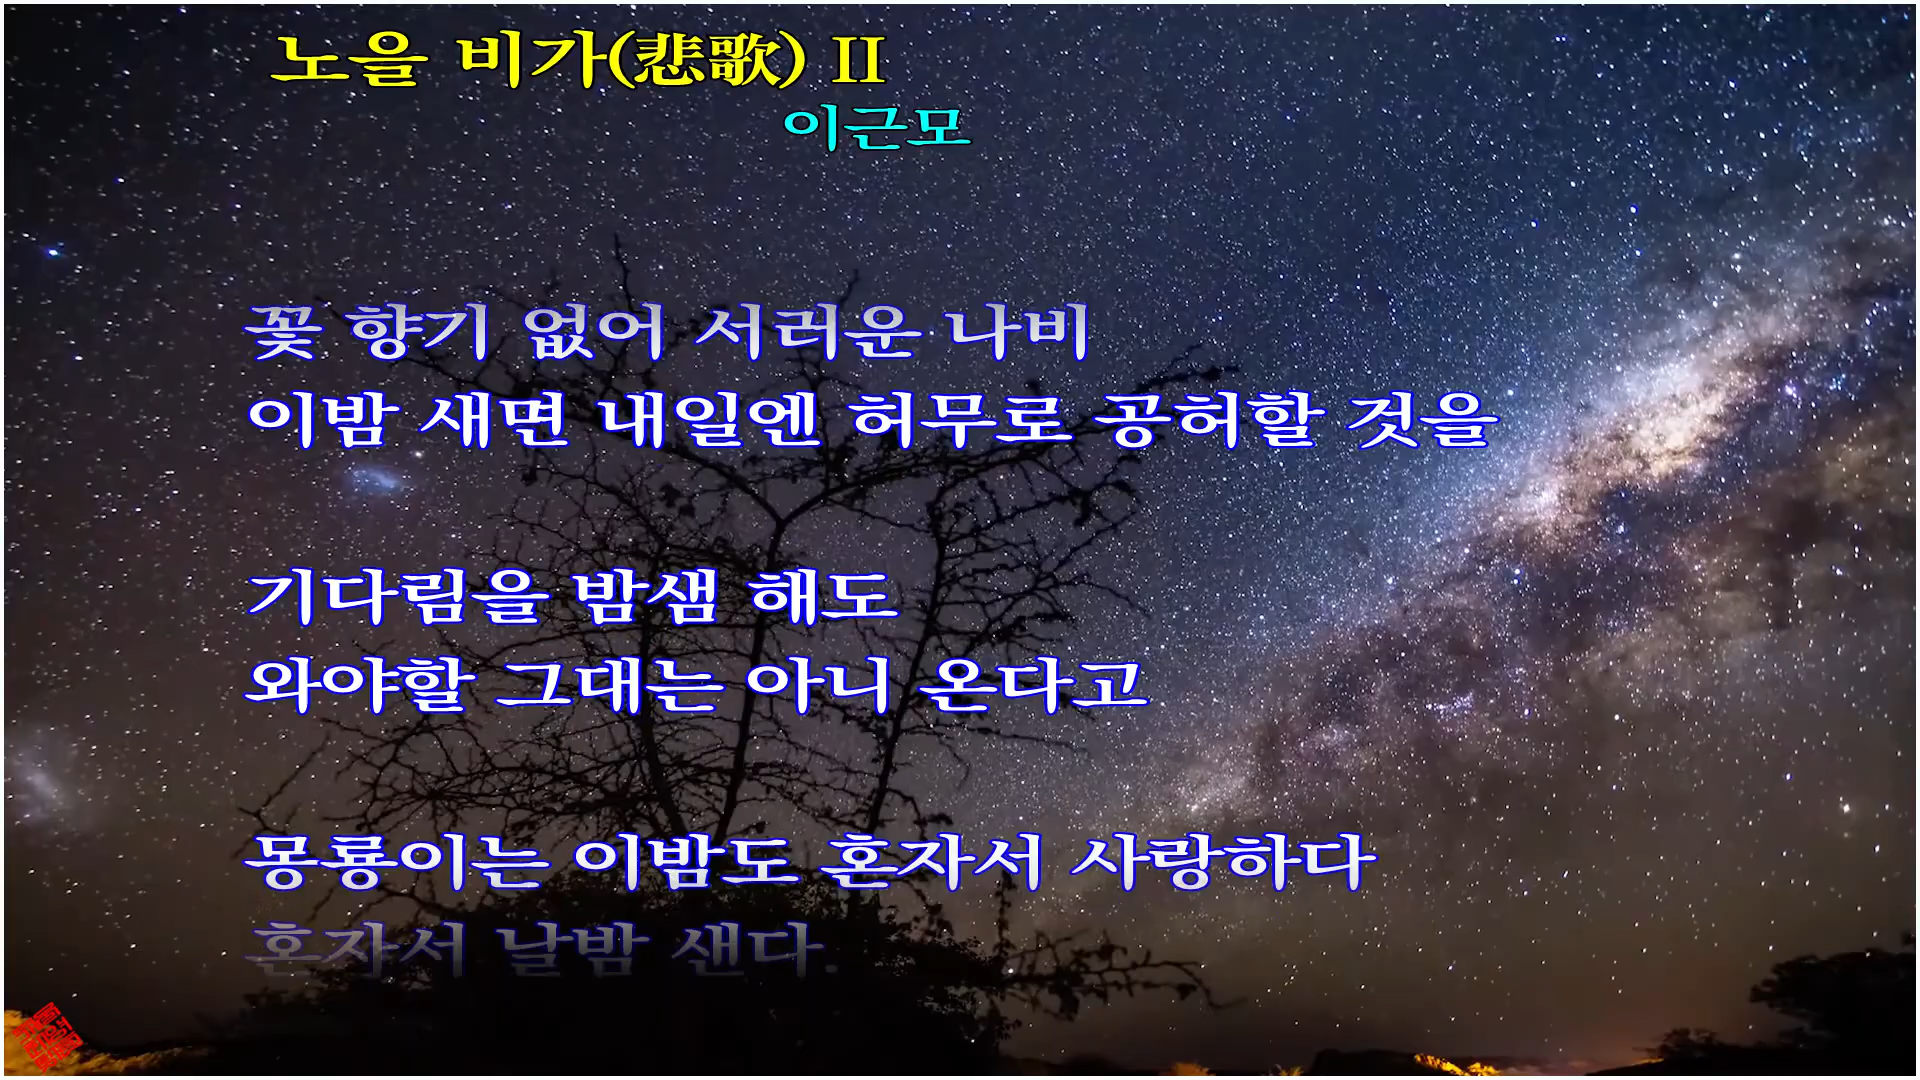 노을 비가(悲歌) II
이근모
꽃 향기 없어 서러운 나비
이밤 새면 내일엔 허무로 공허할 것을
기다림을 밤샘 해도
와야할 그대는 아니 온다고
몽룡이는 이밤도 혼자서 사랑하다
혼자서 날밤 샌다.